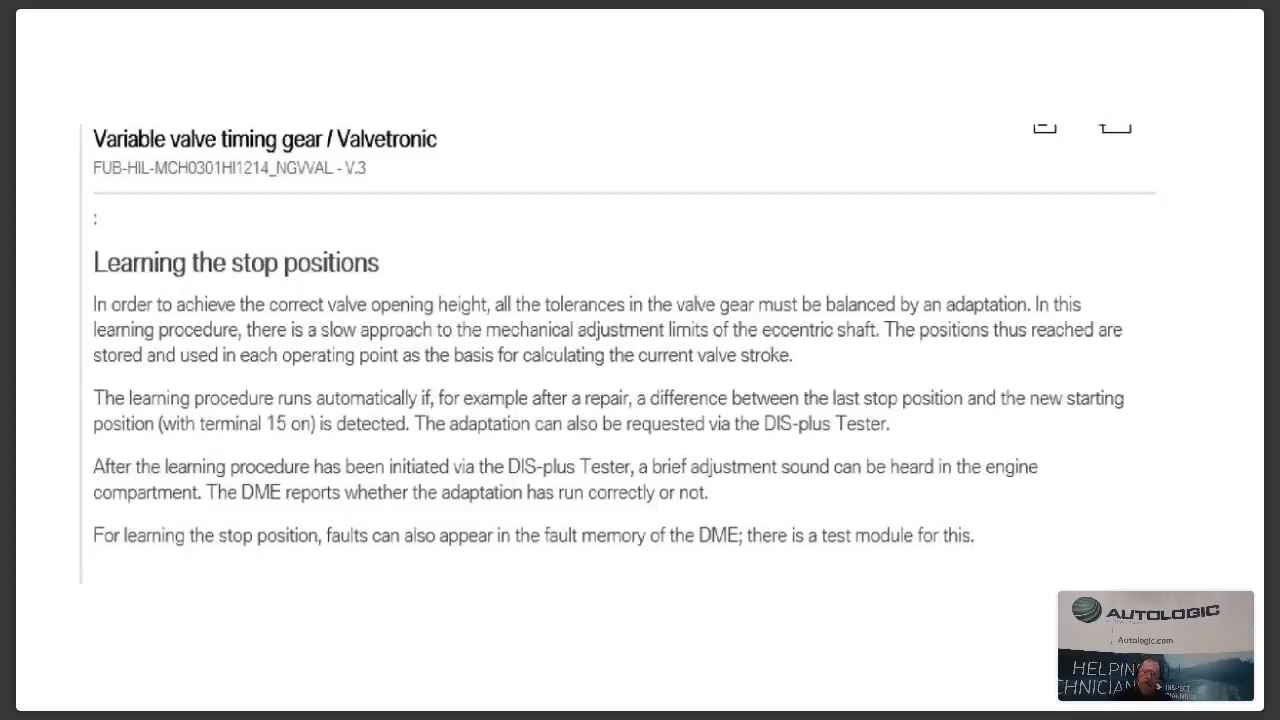 Variable valve timing gear / Valvetronic
FUB-HIL-MCH0301HI1214_NGVVAL - V.3
:
Learning the stop positions
In order to achieve the correct valve opening height, all the tolerances in the valve gear must be balanced by an adaptation. In this
learning procedure, there is a slow approach to the mechanical adjustment limits of the eccentric shaft. The positions thus reached are
stored and used in each operating point as the basis for calculating the current valve stroke.
The learning procedure runs automatically if, for example after a repair, a difference between the last stop position and the new starting
position (with terminal 15 on) is detected. The adaptation can also be requested via the DIS-plus Tester.
After the learning procedure has been initiated via the DIS-plus Tester, a brief adjustment sound can be heard in the engine
compartment. The DME reports whether the adaptation has run correctly or not.
For learning the stop position, faults can also appear in the fault memory of the DME; there is a test module for this.
AUTOLOGIC
Autologic.com
HELPIN
CHNICIAN
INSPECT